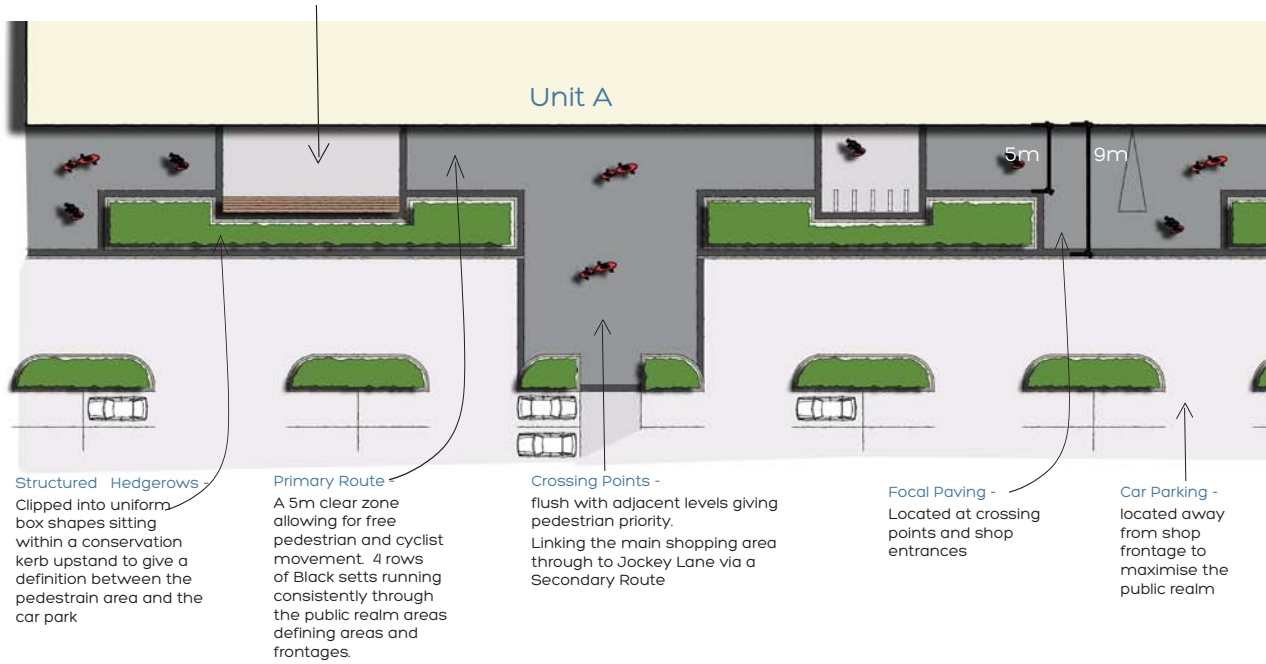 Unit A
5m
9m
Structured Hedgerows -
Clipped into uniform
box shapes sitting
within a conservation
kerb upstand to give a
definition between the
pedestrain area and the
car park
Primary Route -
A 5m clear zone
allowing for free
pedestrian and cyclist
movement. 4 rows
of Black setts running
consistently through
the public realm areas
defining areas and
frontages.
Crossing Points -
flush with adjacent levels giving
pedestrian priority.
Linking the main shopping area
through to Jockey Lane via a
Secondary Route
Focal Paving -
Located at crossing
points and shop
entrances
Car Parking -
located away
from shop
frontage to
maximise the
public realm